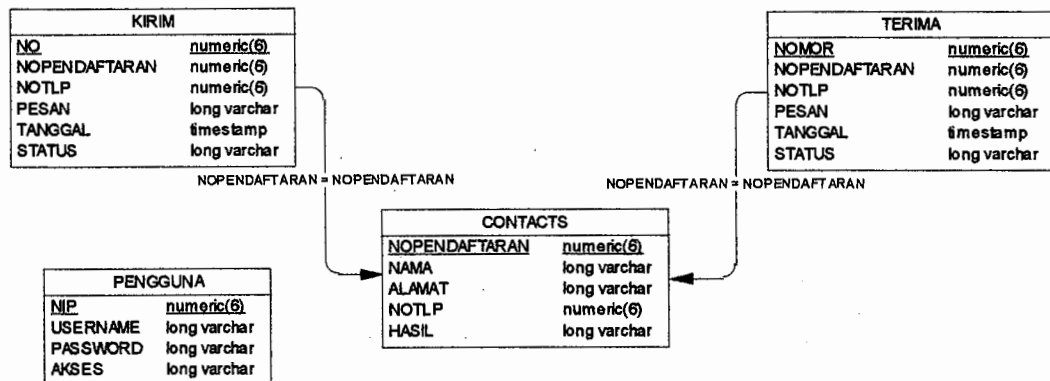 KIRIM
NO numeric(6)
NOPENDAFTARAN numeric(6)
NOTLP numeric(6)
PESAN long varchar
TANGGAL timestamp
STATUS long varchar
TERIMA
NOMOR numeric(6)
NOPENDAFTARAN numeric(6)
NOTLP numeric(6)
PESAN long varchar
TANGGAL timestamp
STATUS long varchar
NOPENDAFTARAN = NOPENDAFTARAN
NOPENDAFTARAN = NOPENDAFTARAN
CONTACTS
NOPENDAFTARAN numeric(6)
NAMA long varchar
ALAMAT long varchar
NOTLP numeric(6)
HASIL long varchar
PENGGUNA
NIP numeric(6)
USERNAME long varchar
PASSWORD long varchar
AKSES long varchar